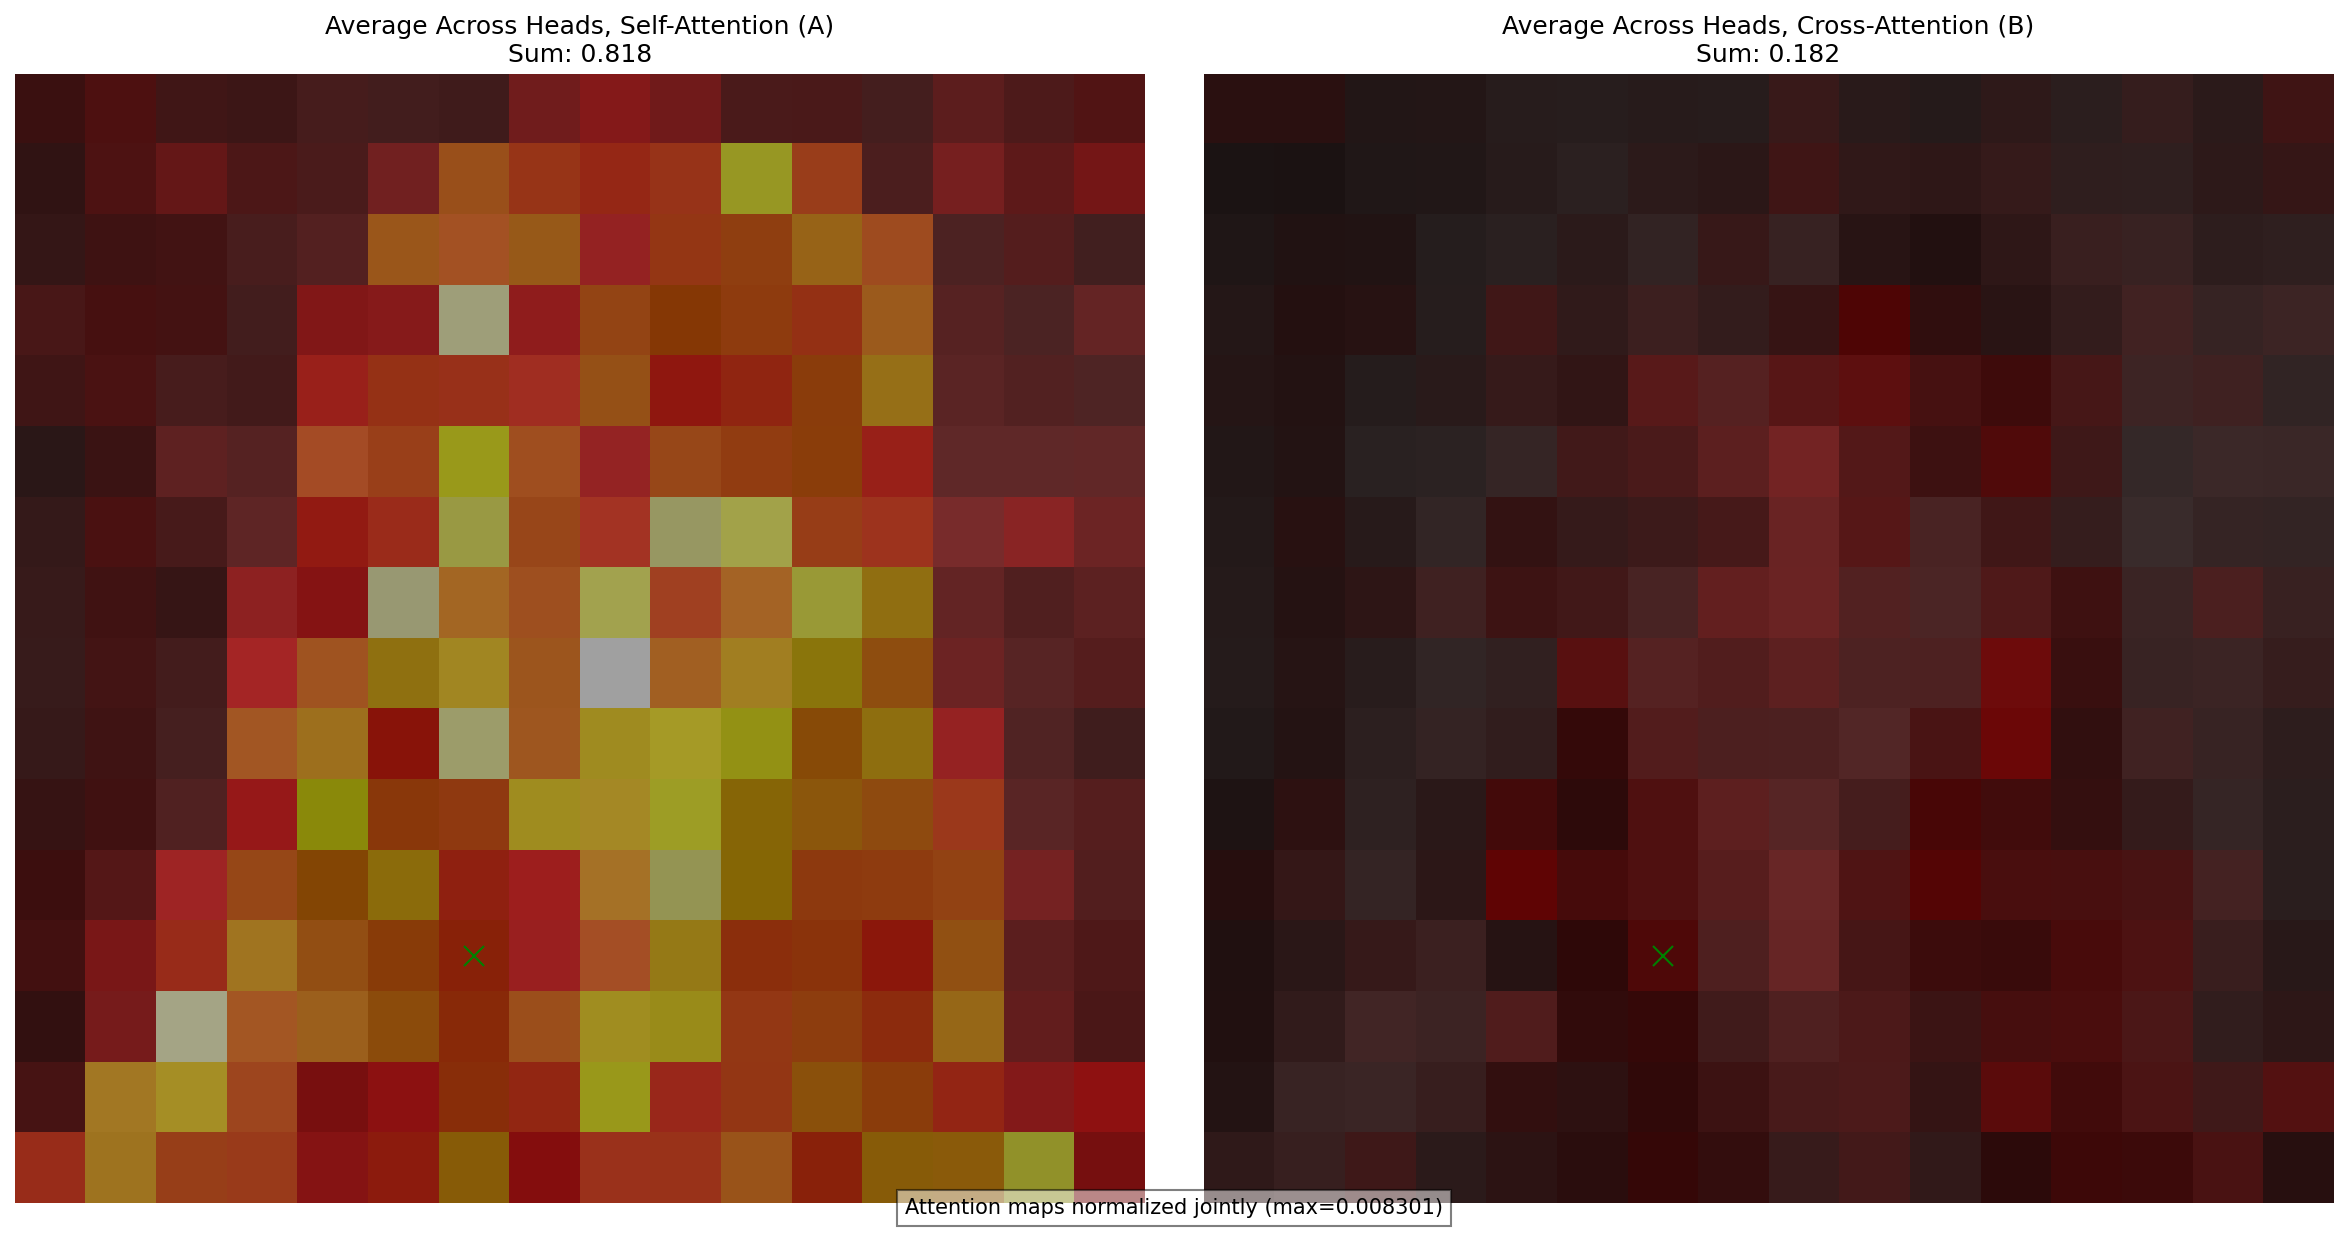 Average Across Heads, Self-Attention (A)
Sum: 0.818
Average Across Heads, Cross-Attention (B)
Sum: 0.182
Attention maps normalized jointly (max=0.008301)